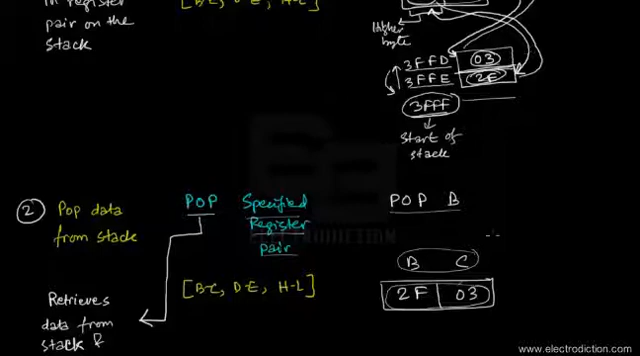 in register
pair on the
stack
Higher
byte
3FFD 03
3FFE 2F
3FFF
Start of
stack
2 Pop data
from stack
POP Specified
Register
pair
[B-C, D-E, H-L]
Retrieves
data from
stack &
POP B
B C
2F 03
www.electrodiction.com